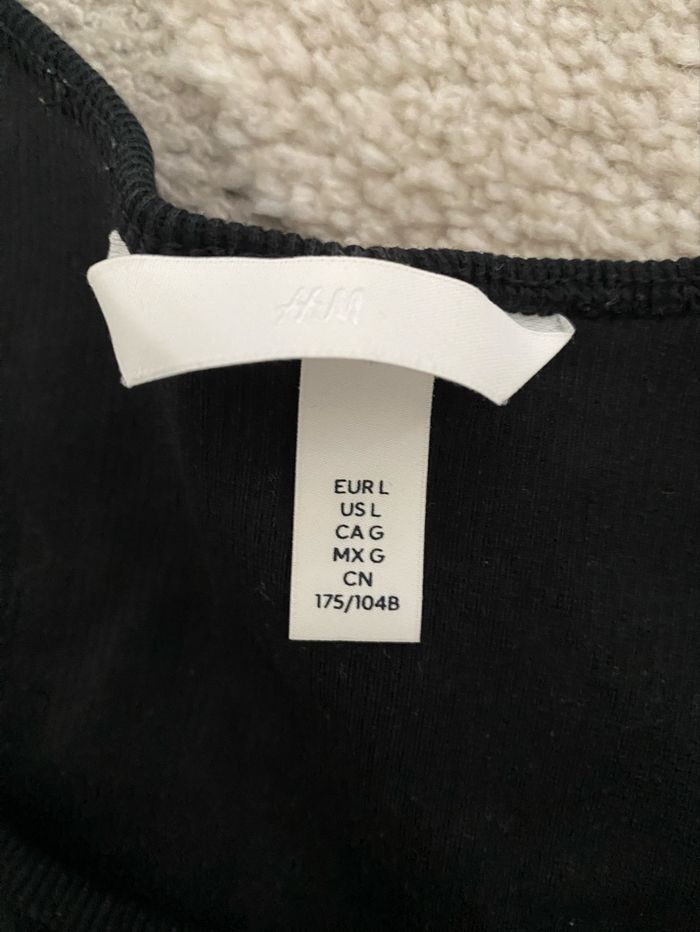 H&M
EUR L
US L
CA G
MX G
CN
175/104B